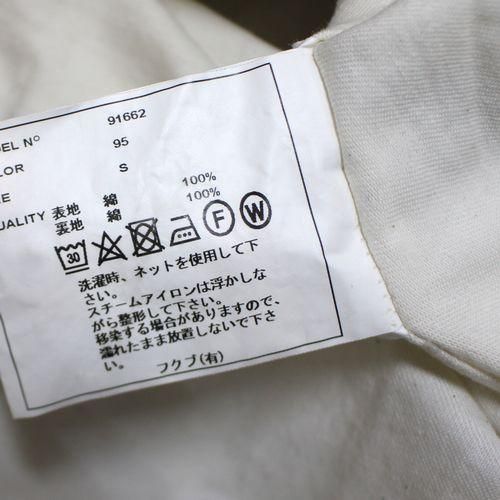 DEL Nº 91662
LOR 95
E S
UALITY 表地 綿 100%
裏地 綿 100%
30 F W
洗濯時、ネットを使用して下
さい。
スチームアイロンは浮かしな
がら整形して下さい。
移染する場合がありますので、
濡れたまま放置しないで下さ
い。
フクブ(有)